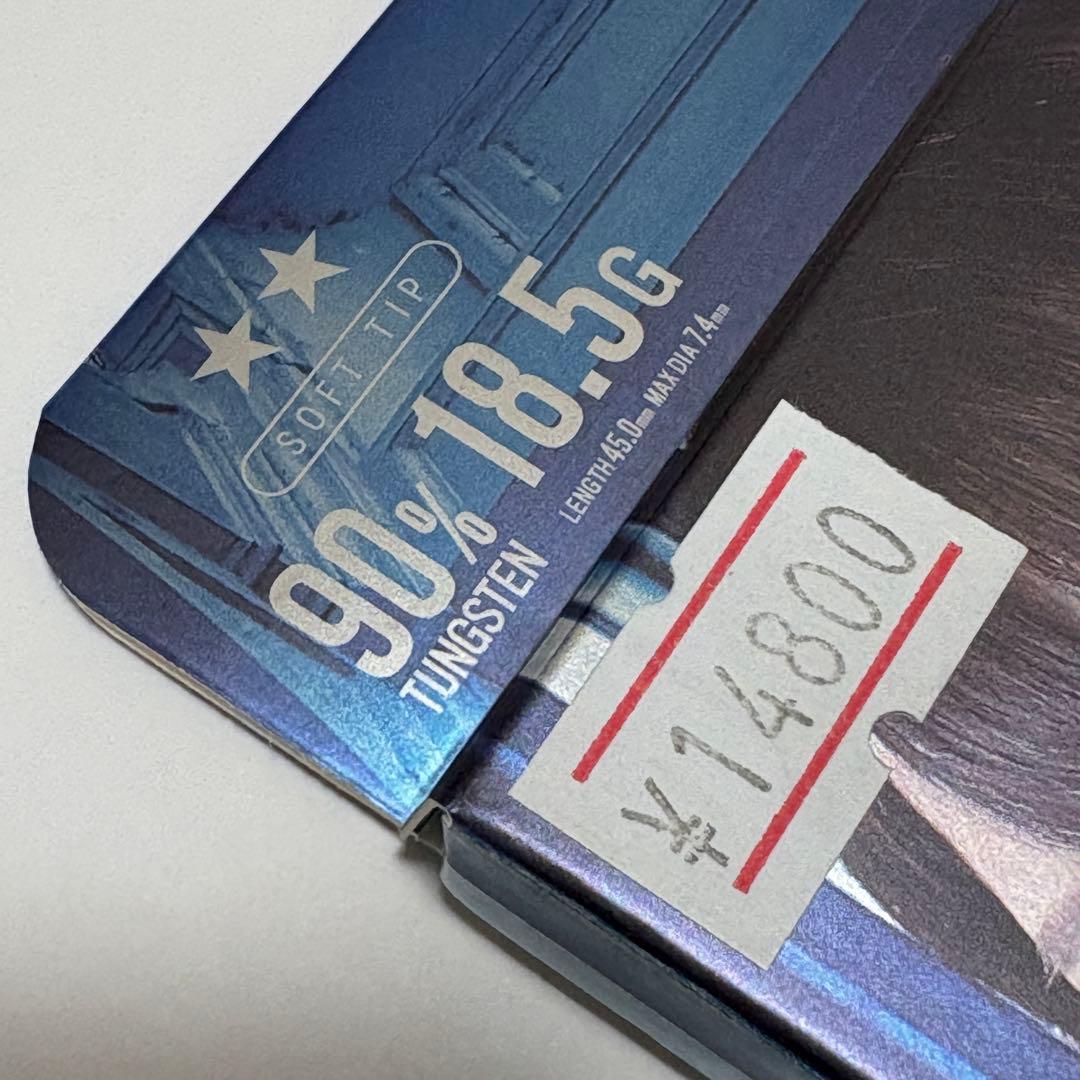 SOFT TIP
18.5G
LENGTH 45.0mm MAX DIA 7.4mm
90%
TUNGSTEN
¥14800